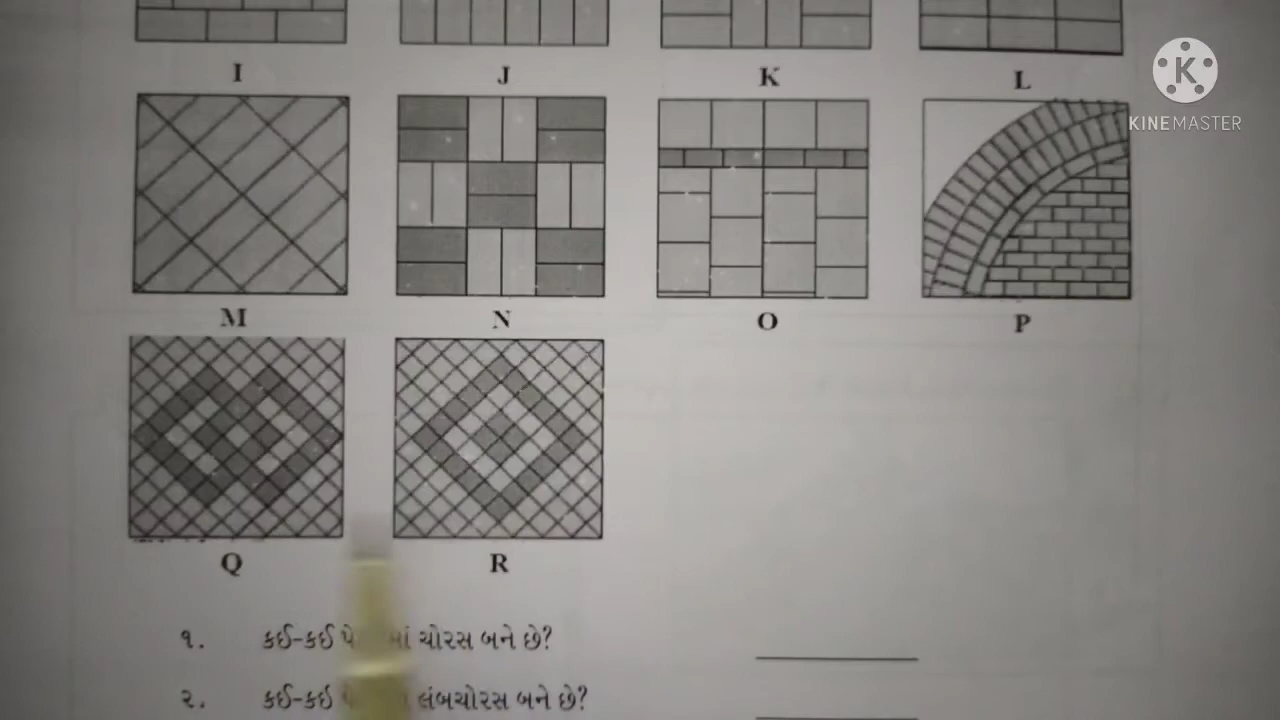 I J K L
K
KINEMASTER
M N O P
Q R
૧. કઈ-કઈ ચોરસ બને છે?
૨. કઈ-કઈ લંબચોરસ બને છે?